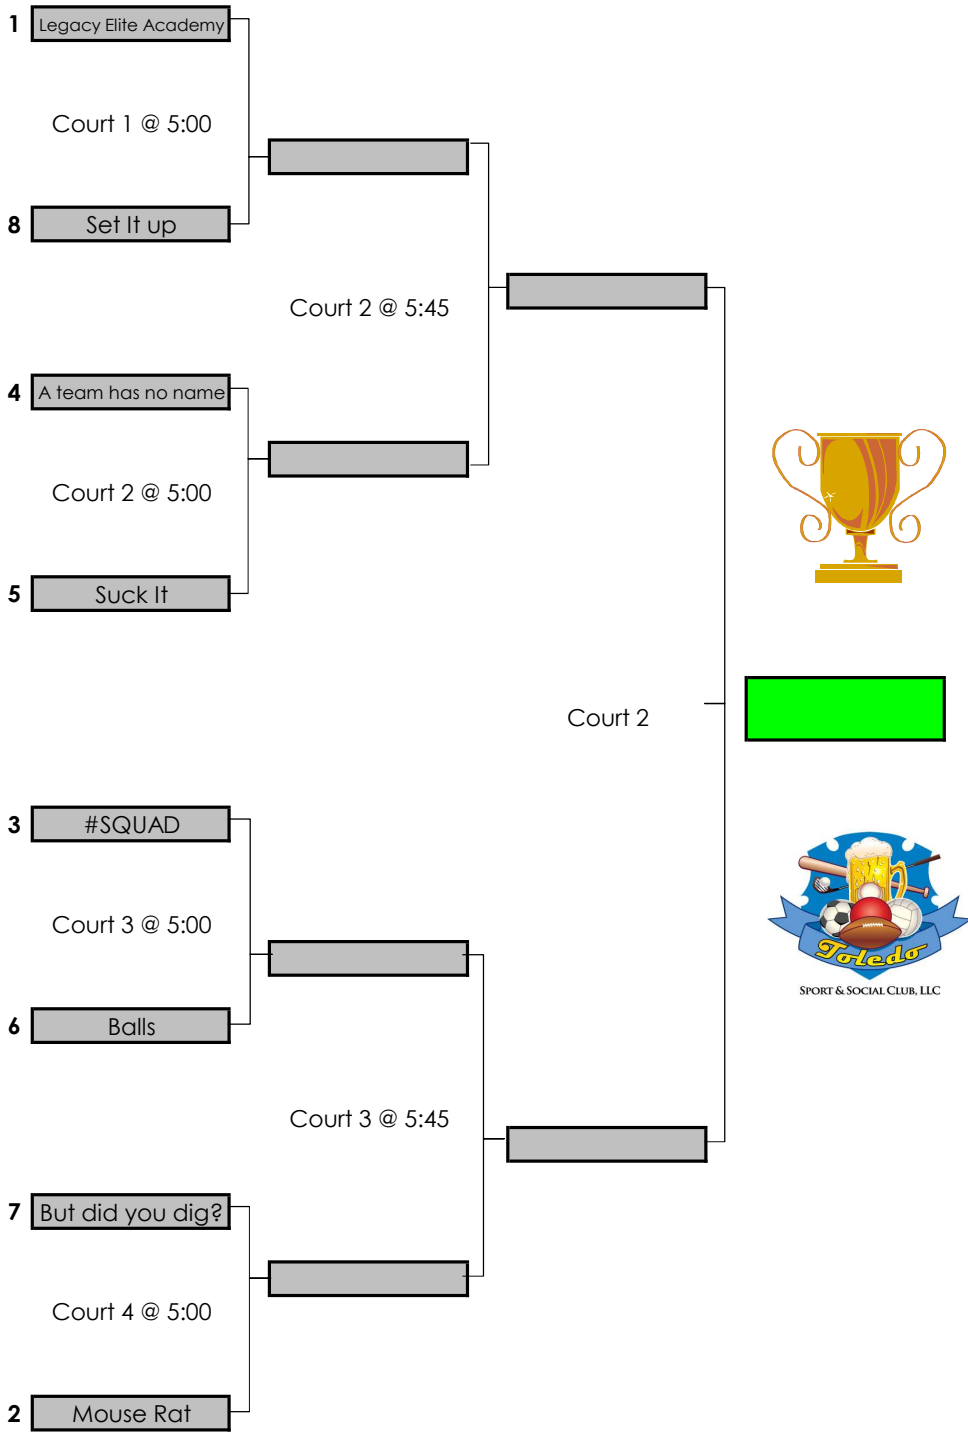 1 Legacy Elite Academy
Court 1 @ 5:00
8 Set It up
Court 2 @ 5:45
4 A team has no name
Court 2 @ 5:00
5 Suck It
Court 2
3 #SQUAD
Court 3 @ 5:00
6 Balls
Toledo
SPORT & SOCIAL CLUB, LLC
Court 3 @ 5:45
7 But did you dig?
Court 4 @ 5:00
2 Mouse Rat